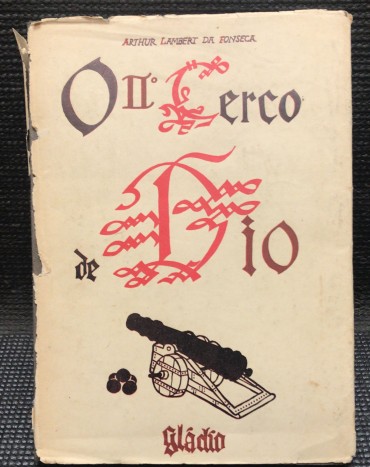 ARTHUR LAMBERT DA FONSECA
O IIº Cerco
de Dio
Gládio